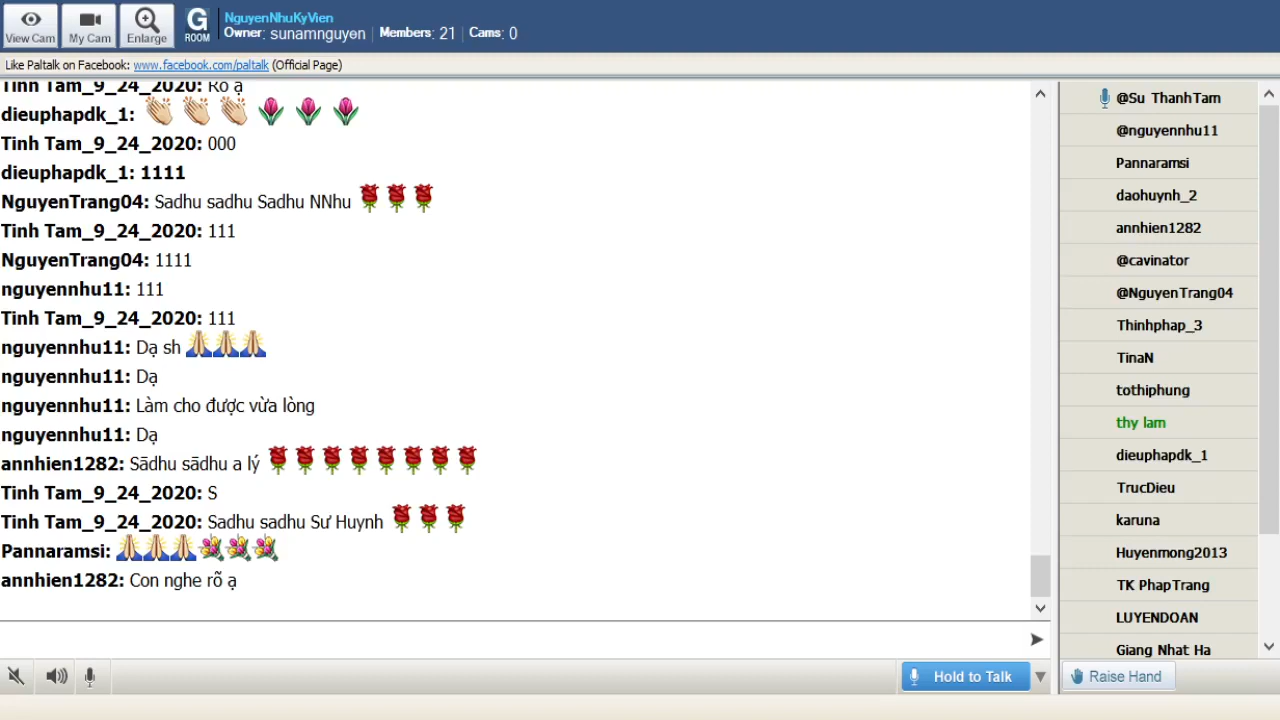 View Cam
My Cam
Enlarge
G
ROOM
NguyenNhuKyVien
Owner: sunamnguyen | Members: 21 | Cams: 0
Like Paltalk on Facebook: www.facebook.com/paltalk (Official Page)
Tinh Tam_9_24_2020: Rõ ạ
dieuphapdk_1:
Tinh Tam_9_24_2020: 000
dieuphapdk_1: 1111
NguyenTrang04: Sadhu sadhu Sadhu NNhu
Tinh Tam_9_24_2020: 111
NguyenTrang04: 1111
nguyennhu11: 111
Tinh Tam_9_24_2020: 111
nguyennhu11: Dạ sh
nguyennhu11: Dạ
nguyennhu11: Làm cho được vừa lòng
nguyennhu11: Dạ
annhien1282: Sādhu sādhu a lý
Tinh Tam_9_24_2020: S
Tinh Tam_9_24_2020: Sadhu sadhu Sư Huynh
Pannaramsi:
annhien1282: Con nghe rõ ạ
@Su ThanhTam
@nguyennhu11
Pannaramsi
daohuynh_2
annhien1282
@cavinator
@NguyenTrang04
Thinhphap_3
TinaN
tothiphung
thy lam
dieuphapdk_1
TrucDieu
karuna
Huyenmong2013
TK PhapTrang
LUYENDOAN
Giang Nhat Ha
Hold to Talk
Raise Hand